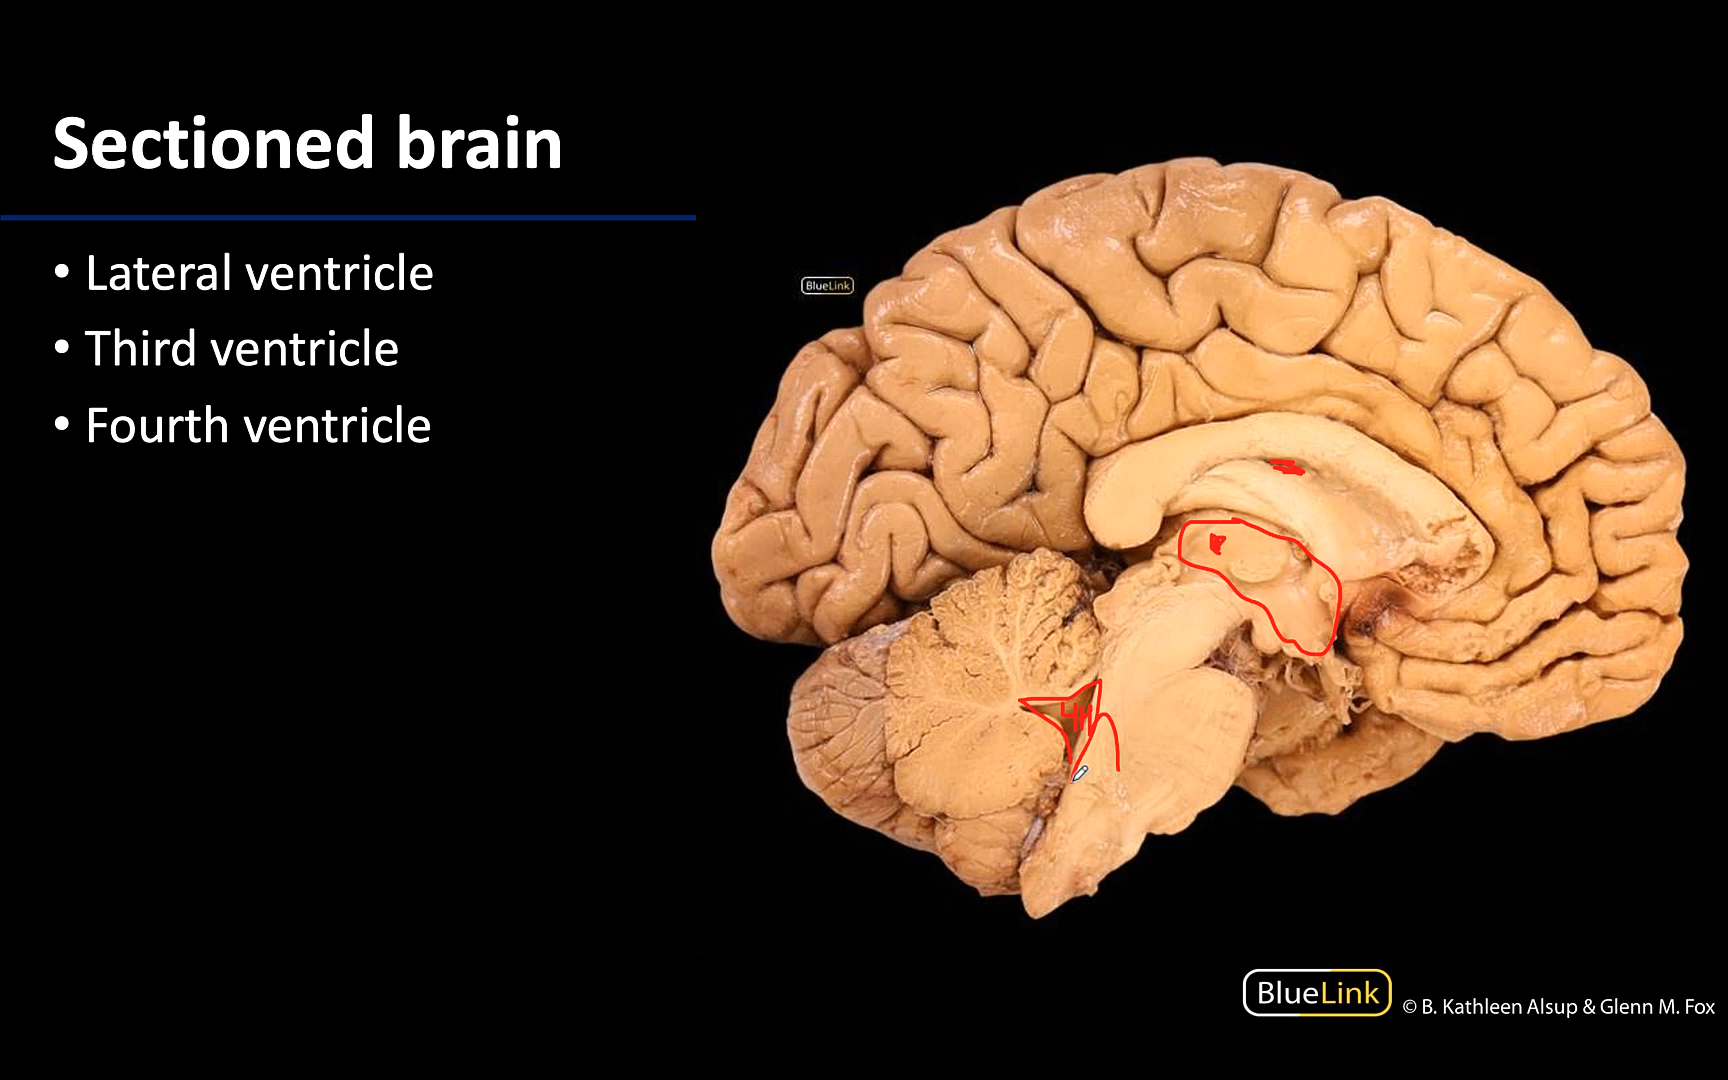 Sectioned brain
• Lateral ventricle
• Third ventricle
• Fourth ventricle
BlueLink
4th
BlueLink
© B. Kathleen Alsup & Glenn M. Fox